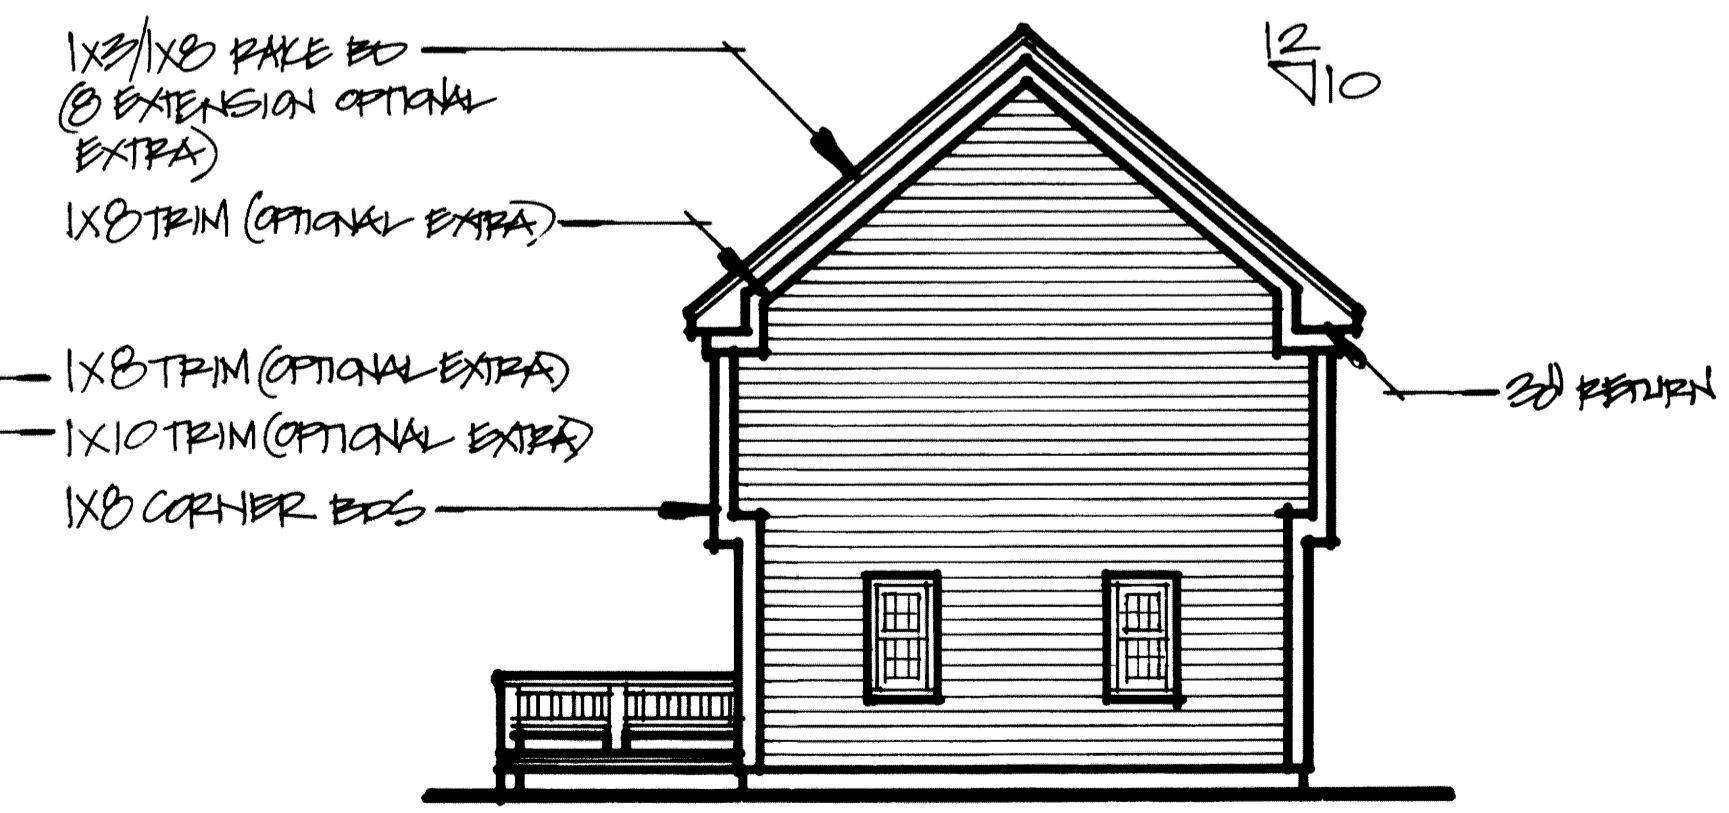 1X3/1X8 RAKE BD
(8 EXTENSION OPTIONAL
EXTRA)
1X8 TRIM (OPTIONAL EXTRA)
1X8 TRIM (OPTIONAL EXTRA)
1X10 TRIM (OPTIONAL EXTRA)
1X8 CORNER BDS
12
10
3d RETURN